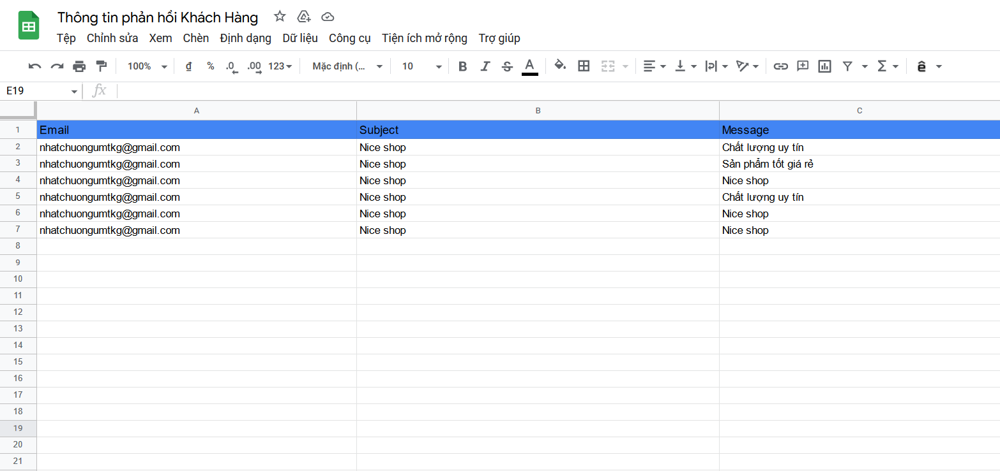 Thông tin phản hồi Khách Hàng
Tệp Chỉnh sửa Xem Chèn Định dạng Dữ liệu Công cụ Tiện ích mở rộng Trợ giúp
100% đ % .0 .00 123 Mặc định (... 10 B I S A Σ ê
E19 fx
A B C
1 Email Subject Message
2 nhatchuongumtkg@gmail.com Nice shop Chất lượng uy tín
3 nhatchuongumtkg@gmail.com Nice shop Sản phẩm tốt giá rẻ
4 nhatchuongumtkg@gmail.com Nice shop Nice shop
5 nhatchuongumtkg@gmail.com Nice shop Chất lượng uy tín
6 nhatchuongumtkg@gmail.com Nice shop Nice shop
7 nhatchuongumtkg@gmail.com Nice shop Nice shop
8
9
10
11
12
13
14
15
16
17
18
19
20
21